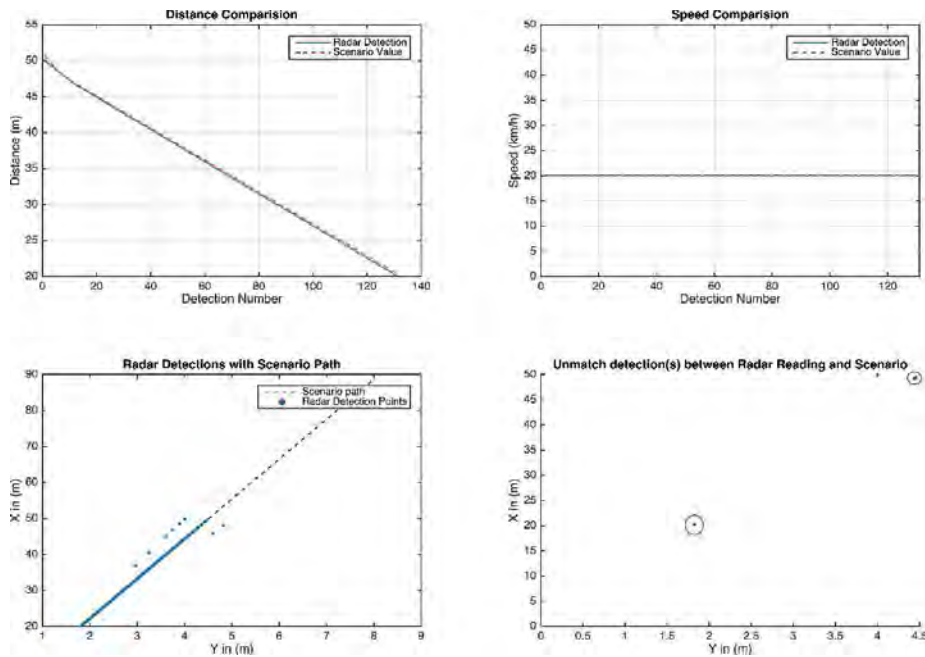 Distance Comparision
55
50
45
40
35
30
25
20
0 20 40 60 80 100 120 140
Distance (m)
Detection Number
Radar Detection
Scenario Value
Speed Comparision
50
45
40
35
30
25
20
15
10
5
0
0 20 40 60 80 100 120
Speed (km/h)
Detection Number
Radar Detection
Scenario Value
Radar Detections with Scenario Path
90
80
70
60
50
40
30
20
1 2 3 4 5 6 7 8 9
X in (m)
Y in (m)
Scenario path
Radar Detection Points
Unmatch detection(s) between Radar Reading and Scenario
50
45
40
35
30
25
20
15
10
5
0
0 0.5 1 1.5 2 2.5 3 3.5 4 4.5
X in (m)
Y in (m)